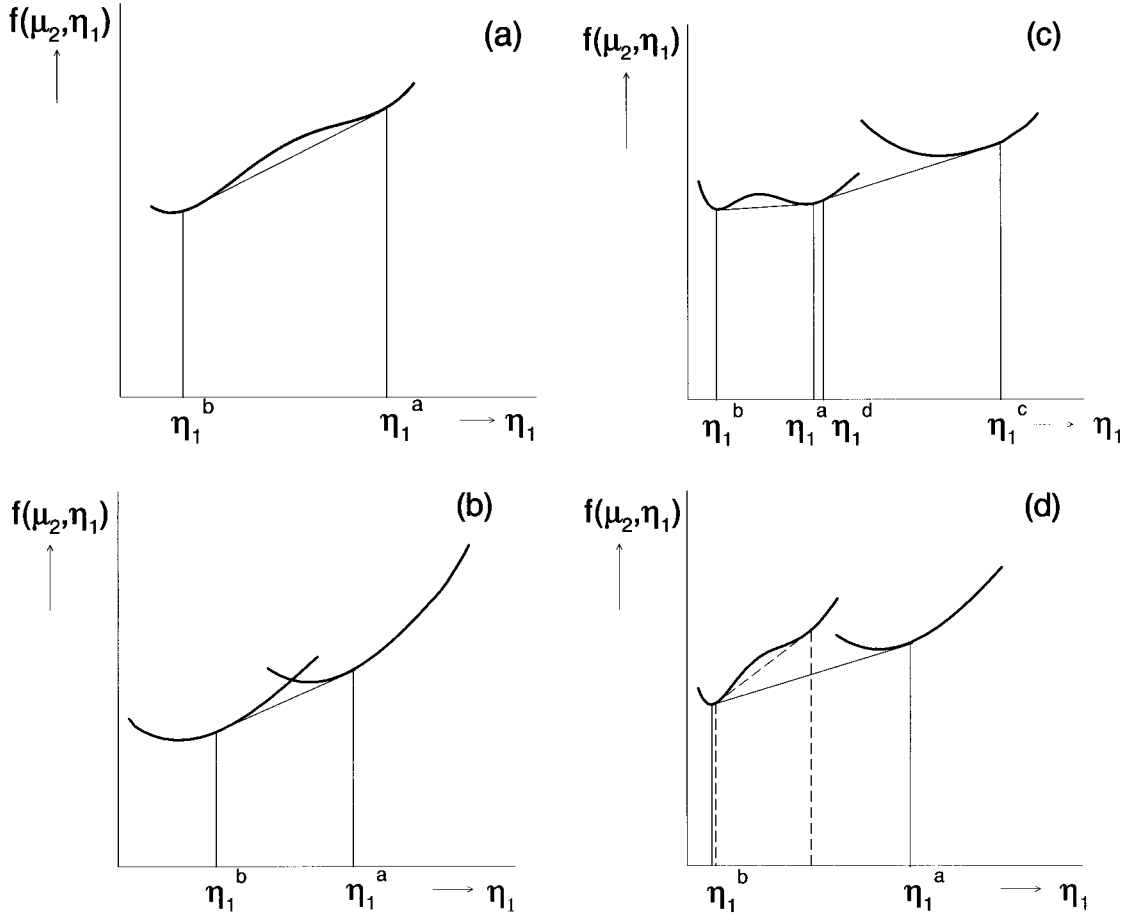 f(μ₂,η₁)
(a)
η₁ᵇ η₁ᵃ → η₁
f(μ₂,η₁)
(c)
η₁ᵇ η₁ᵃ η₁ᵈ η₁ᶜ → η₁
f(μ₂,η₁)
(b)
η₁ᵇ η₁ᵃ → η₁
f(μ₂,η₁)
(d)
η₁ᵇ η₁ᵃ → η₁